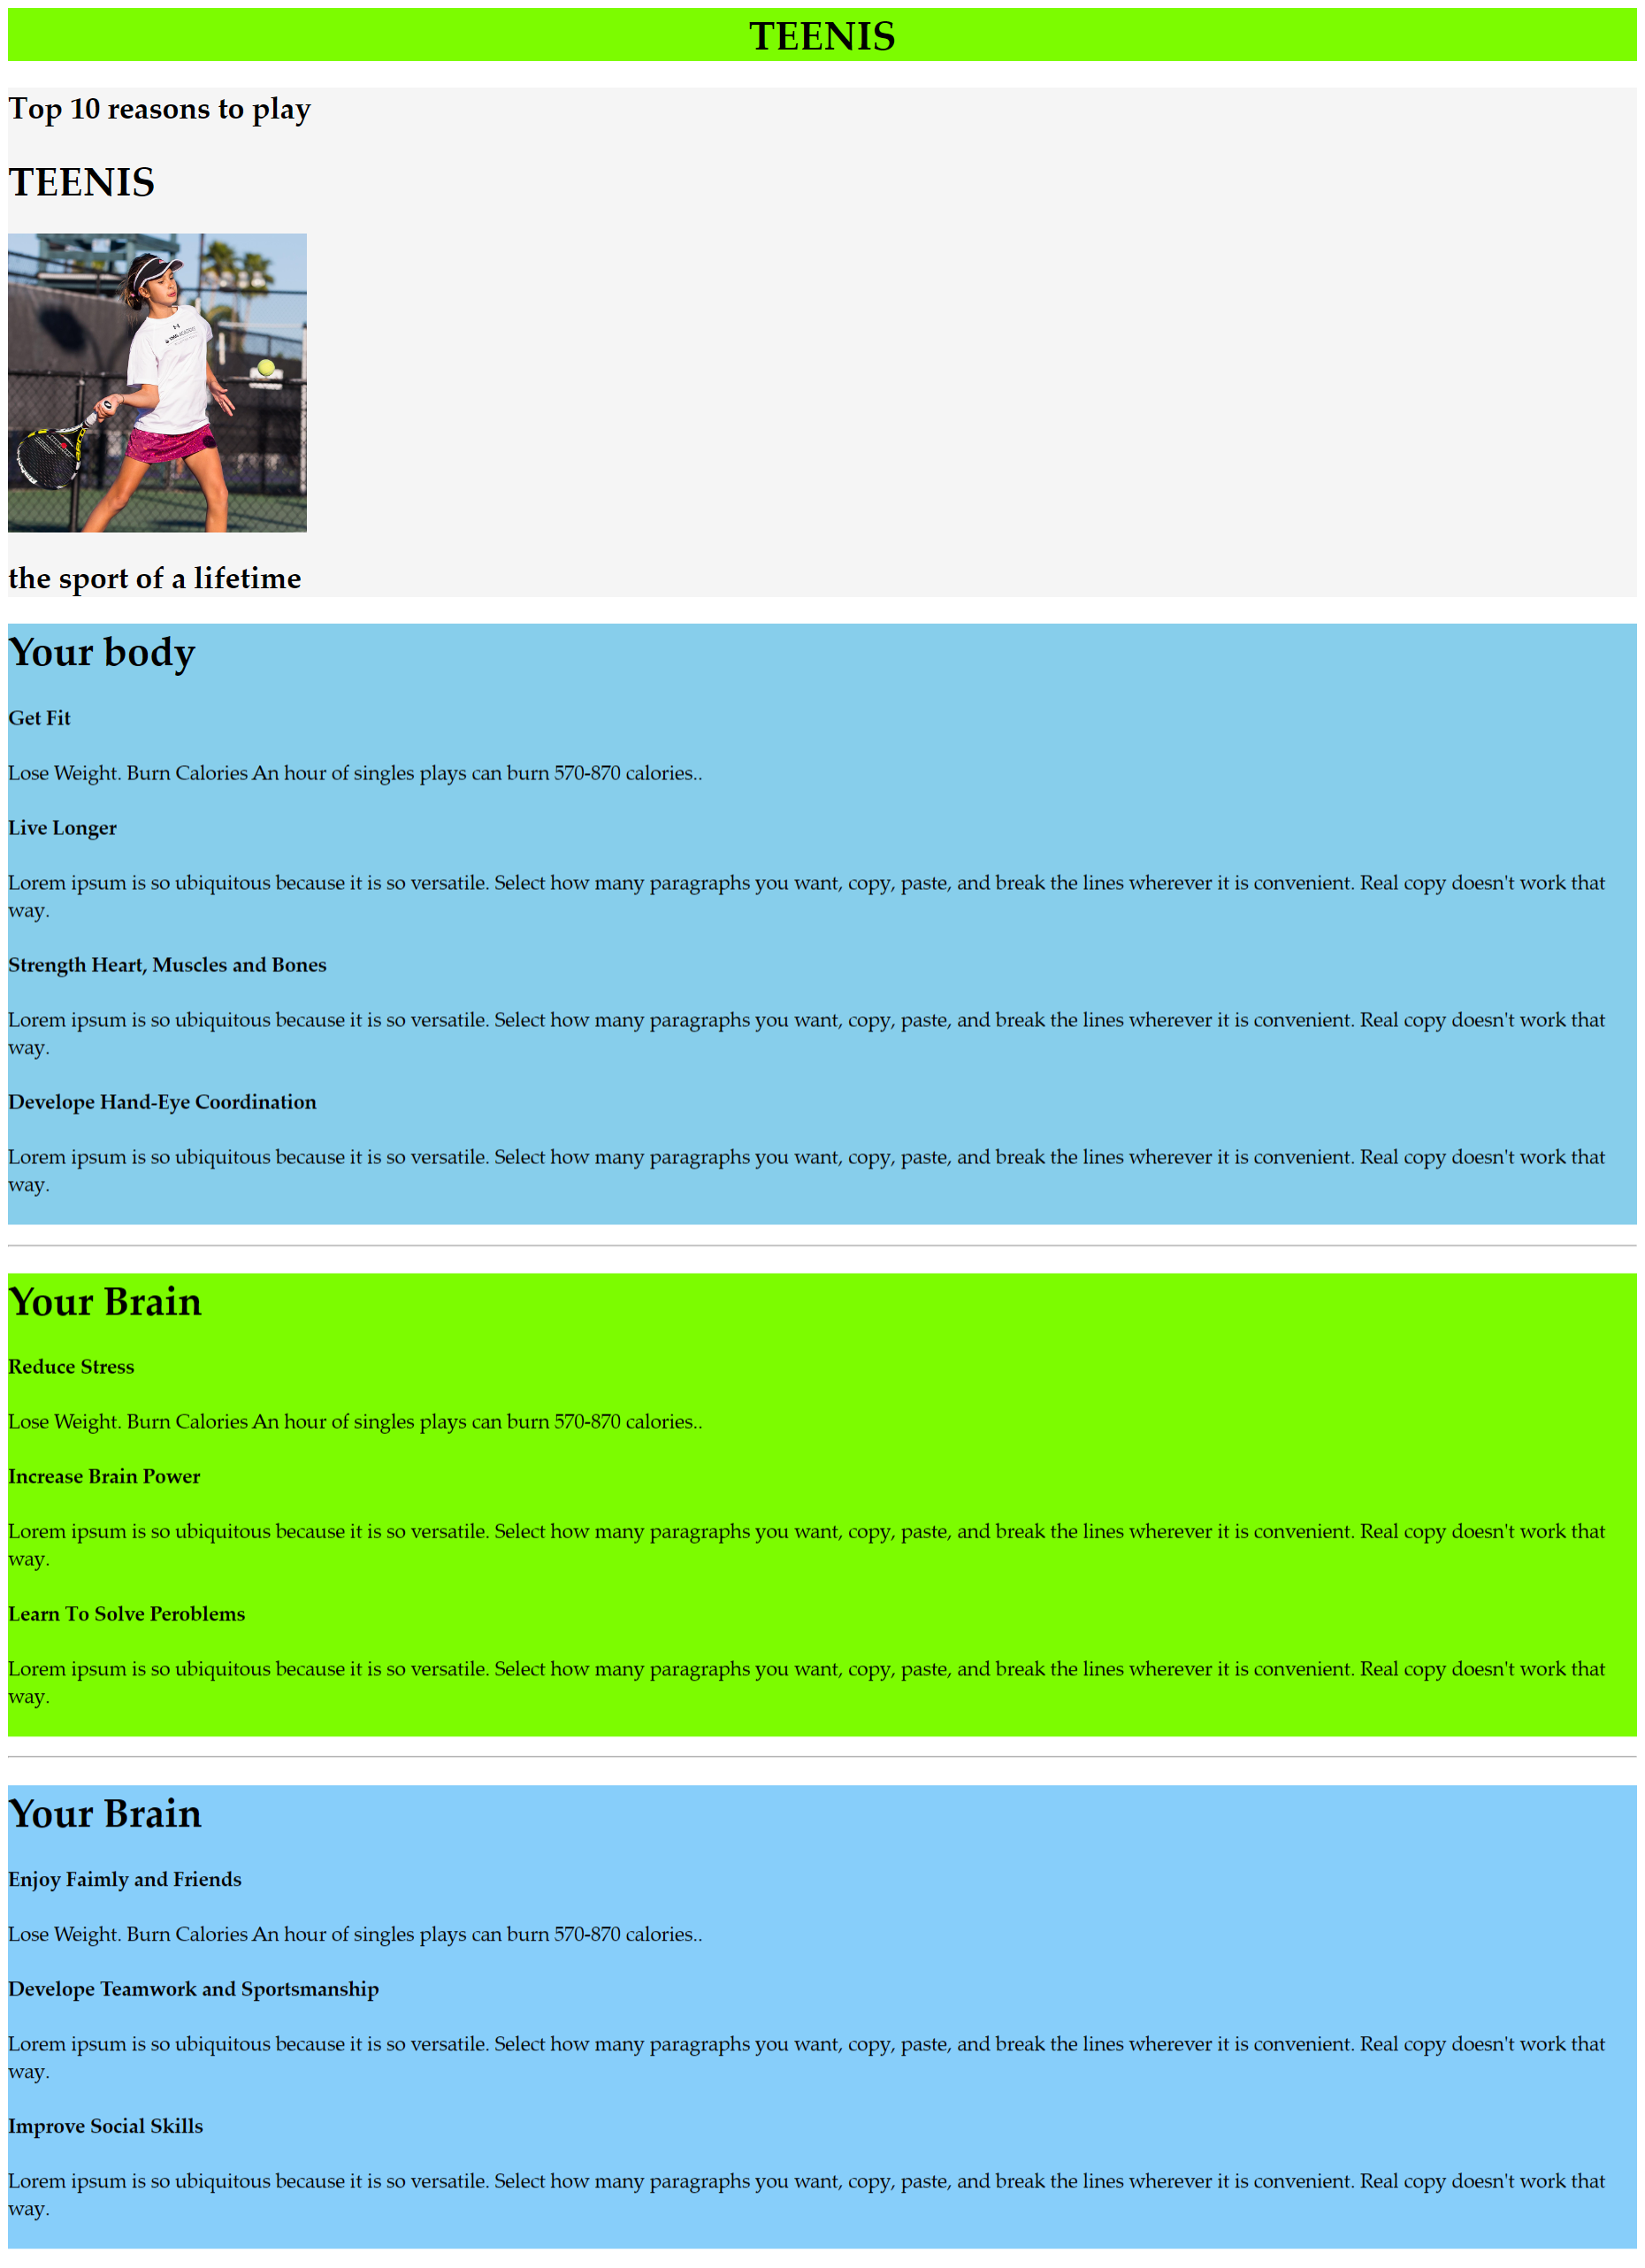 TEENIS
Top 10 reasons to play
TEENIS
the sport of a lifetime
Your body
Get Fit
Lose Weight. Burn Calories An hour of singles plays can burn 570-870 calories..
Live Longer
Lorem ipsum is so ubiquitous because it is so versatile. Select how many paragraphs you want, copy, paste, and break the lines wherever it is convenient. Real copy doesn't work that
way.
Strength Heart, Muscles and Bones
Lorem ipsum is so ubiquitous because it is so versatile. Select how many paragraphs you want, copy, paste, and break the lines wherever it is convenient. Real copy doesn't work that
way.
Develope Hand-Eye Coordination
Lorem ipsum is so ubiquitous because it is so versatile. Select how many paragraphs you want, copy, paste, and break the lines wherever it is convenient. Real copy doesn't work that
way.
Your Brain
Reduce Stress
Lose Weight. Burn Calories An hour of singles plays can burn 570-870 calories..
Increase Brain Power
Lorem ipsum is so ubiquitous because it is so versatile. Select how many paragraphs you want, copy, paste, and break the lines wherever it is convenient. Real copy doesn't work that
way.
Learn To Solve Peroblems
Lorem ipsum is so ubiquitous because it is so versatile. Select how many paragraphs you want, copy, paste, and break the lines wherever it is convenient. Real copy doesn't work that
way.
Your Brain
Enjoy Faimly and Friends
Lose Weight. Burn Calories An hour of singles plays can burn 570-870 calories..
Develope Teamwork and Sportsmanship
Lorem ipsum is so ubiquitous because it is so versatile. Select how many paragraphs you want, copy, paste, and break the lines wherever it is convenient. Real copy doesn't work that
way.
Improve Social Skills
Lorem ipsum is so ubiquitous because it is so versatile. Select how many paragraphs you want, copy, paste, and break the lines wherever it is convenient. Real copy doesn't work that
way.